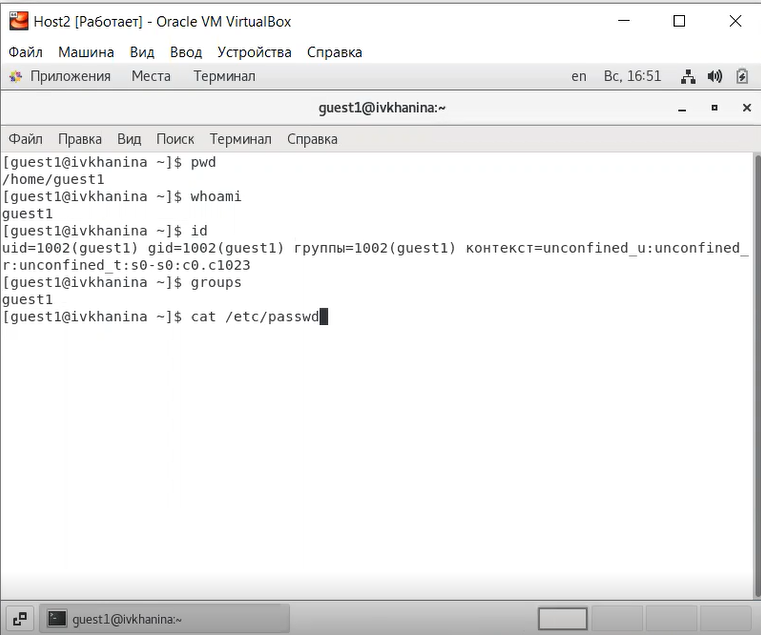 Host2 [Работает] - Oracle VM VirtualBox
Файл Машина Вид Ввод Устройства Справка
Приложения Места Терминал en Вс, 16:51
guest1@ivkhanina:~
Файл Правка Вид Поиск Терминал Справка
[guest1@ivkhanina ~]$ pwd
/home/guest1
[guest1@ivkhanina ~]$ whoami
guest1
[guest1@ivkhanina ~]$ id
uid=1002(guest1) gid=1002(guest1) группы=1002(guest1) контекст=unconfined_u:unconfined_
r:unconfined_t:s0-s0:c0.c1023
[guest1@ivkhanina ~]$ groups
guest1
[guest1@ivkhanina ~]$ cat /etc/passwd
guest1@ivkhanina:~